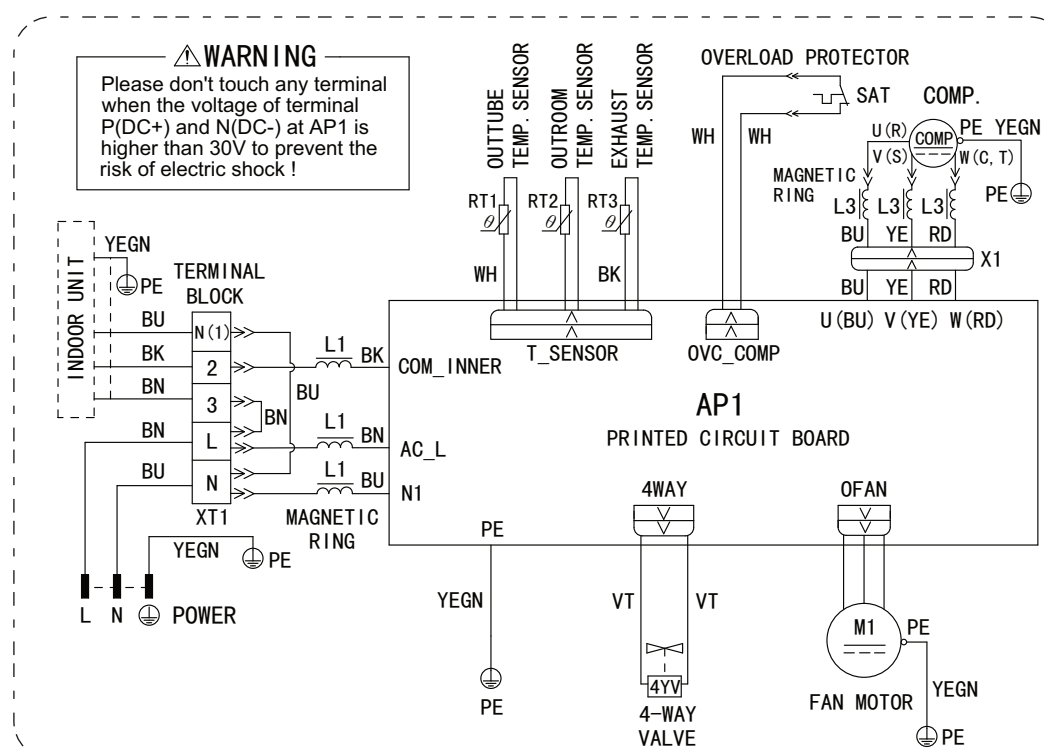 WARNING
Please don't touch any terminal
when the voltage of terminal
P(DC+) and N(DC-) at AP1 is
higher than 30V to prevent the
risk of electric shock !
OUTTUBE
TEMP. SENSOR
OUTROOM
TEMP. SENSOR
EXHAUST
TEMP. SENSOR
OVERLOAD PROTECTOR
SAT
COMP.
WH WH
U(R)
COMP
PE YEGN
V(S)
W(C, T)
MAGNETIC
RING
PE
L3 L3 L3
BU YE RD
X1
BU YE RD
U(BU) V(YE) W(RD)
RT1
θ
RT2
θ
RT3
θ
WH
BK
T_SENSOR
OVC_COMP
INDOOR UNIT
YEGN
PE
TERMINAL
BLOCK
BU
N(1)
BK
2
BN
3
BN
L
BU
N
XT1
BU
BN
L1
BK
COM_INNER
L1
BN
AC_L
L1
BU
N1
MAGNETIC
RING
AP1
PRINTED CIRCUIT BOARD
YEGN
PE
L N POWER
PE
YEGN
PE
4WAY
VT VT
4YV
4-WAY
VALVE
OFAN
M1
PE
FAN MOTOR
YEGN
PE